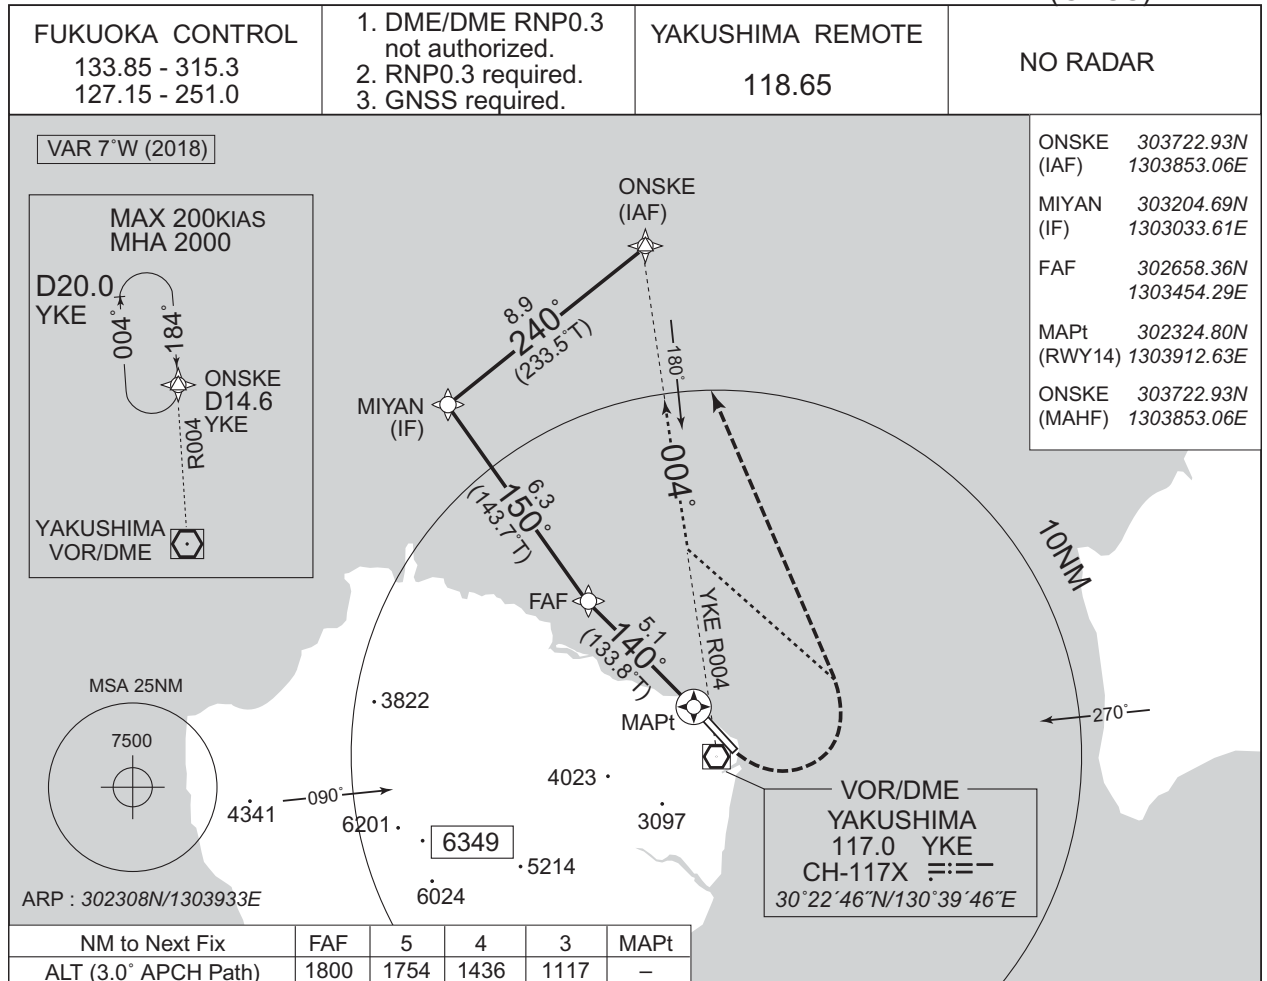 FUKUOKA CONTROL
133.85 - 315.3
127.15 - 251.0
1. DME/DME RNP0.3
not authorized.
2. RNP0.3 required.
3. GNSS required.
YAKUSHIMA REMOTE
118.65
NO RADAR
VAR 7˚W (2018)
MAX 200KIAS
MHA 2000
D20.0
YKE
004˚
184˚
ONSKE
D14.6
YKE
R004
YAKUSHIMA
VOR/DME
ONSKE
(IAF)
8.9
240˚
(233.5˚T)
MIYAN
(IF)
180˚
004˚
6.3
150˚
(143.7˚T)
FAF
5.1
140˚
(133.8˚T)
YKE R004
MAPt
10NM
270˚
090˚
ONSKE 303722.93N
(IAF) 1303853.06E
MIYAN 303204.69N
(IF) 1303033.61E
FAF 302658.36N
1303454.29E
MAPt 302324.80N
(RWY14) 1303912.63E
ONSKE 303722.93N
(MAHF) 1303853.06E
MSA 25NM
7500
3822
4023
4341
6201
3097
6349
5214
6024
VOR/DME
YAKUSHIMA
117.0 YKE
CH-117X
30˚22´46˝N/130˚39´46˝E
ARP : 302308N/1303933E
NM to Next Fix FAF 5 4 3 MAPt
ALT (3.0˚ APCH Path) 1800 1754 1436 1117 –